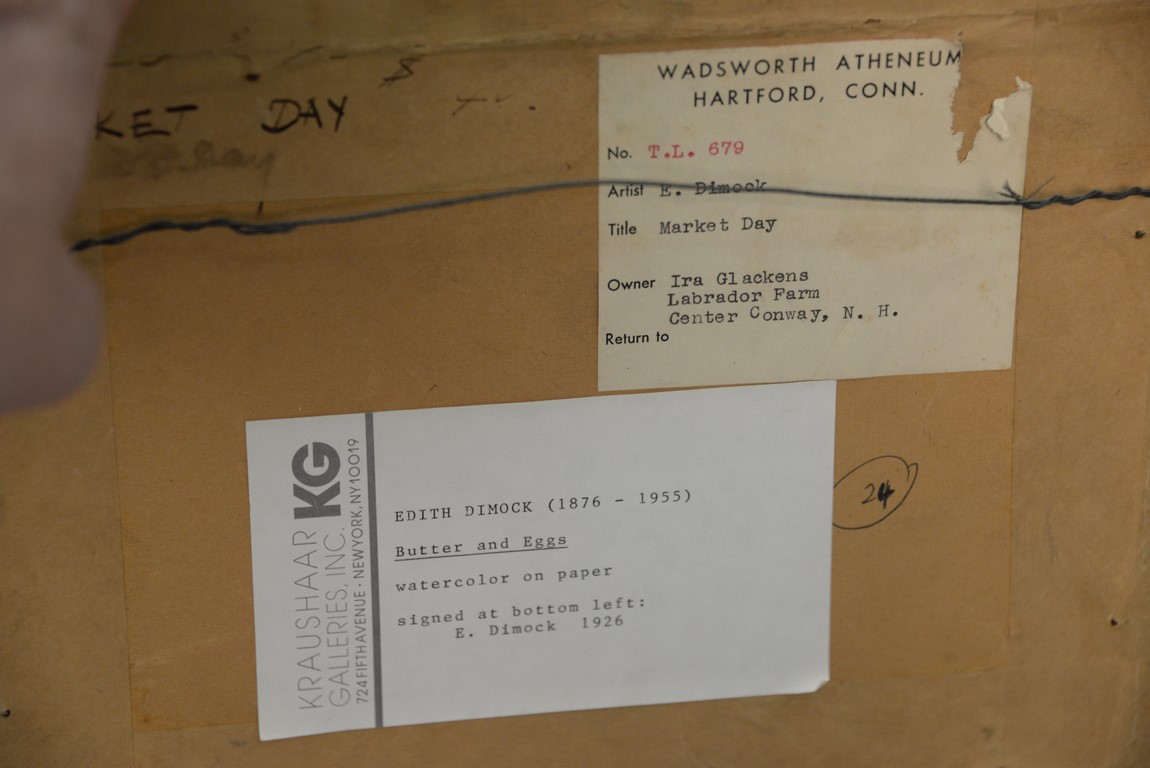 KET DAY
WADSWORTH ATHENEUM
HARTFORD, CONN.
No. T.L. 679
Artist E. Dimock
Title Market Day
Owner Ira Glackens
Labrador Farm
Center Conway, N. H.
Return to
24
KG
KRAUSHAAR
GALLERIES, INC.
724 FIFTH AVENUE · NEW YORK, NY 10019
EDITH DIMOCK (1876 - 1955)
Butter and Eggs
watercolor on paper
signed at bottom left:
E. Dimock 1926